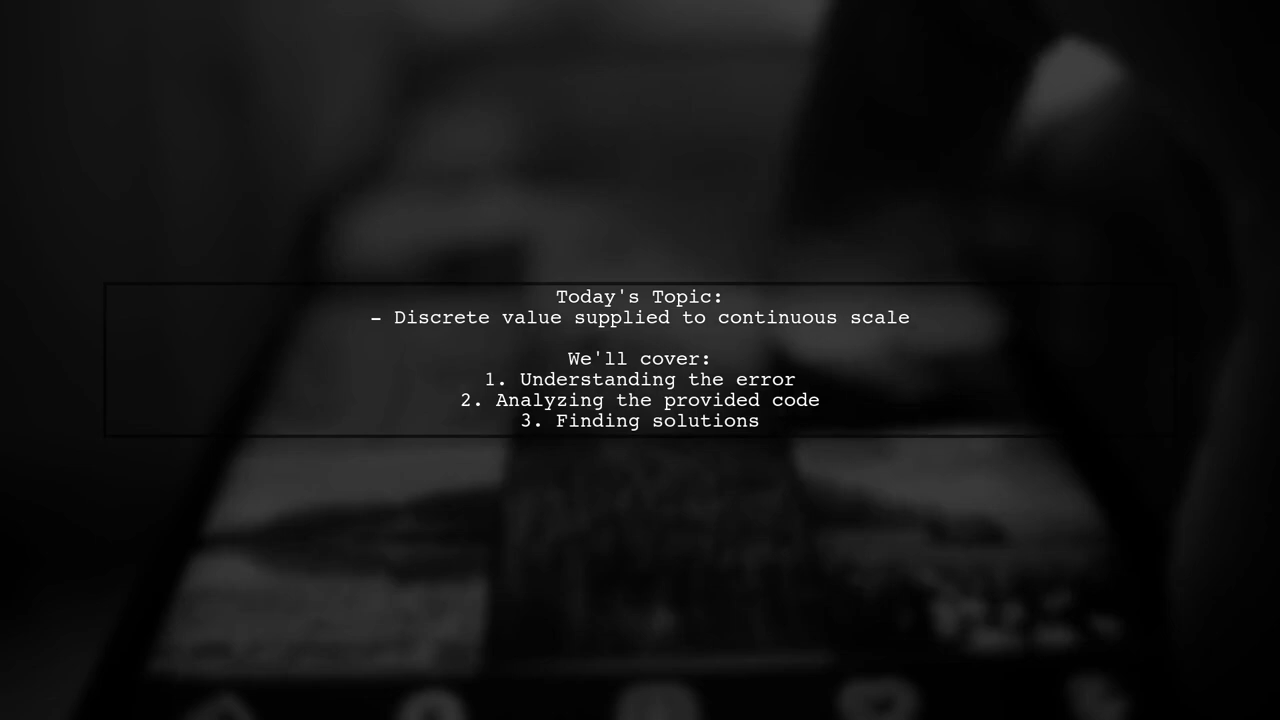 Today's Topic:
– Discrete value supplied to continuous scale
We'll cover:
1. Understanding the error
2. Analyzing the provided code
3. Finding solutions